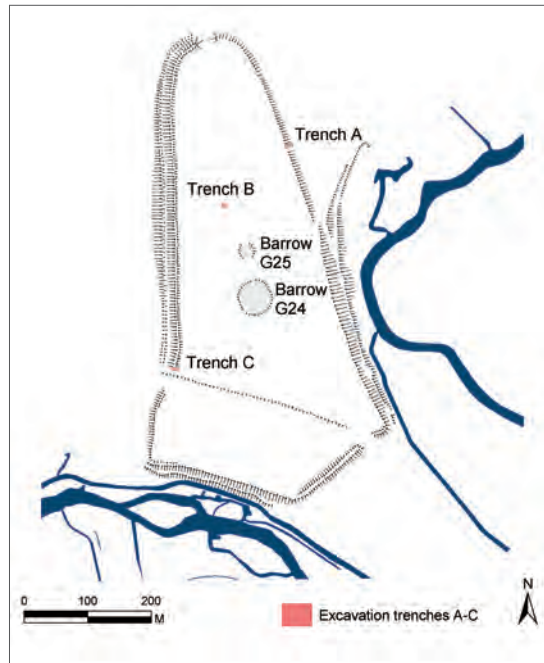 Trench A
Trench B
Barrow
G25
Barrow
G24
Trench C
0 100 200
M
N
Excavation trenches A-C